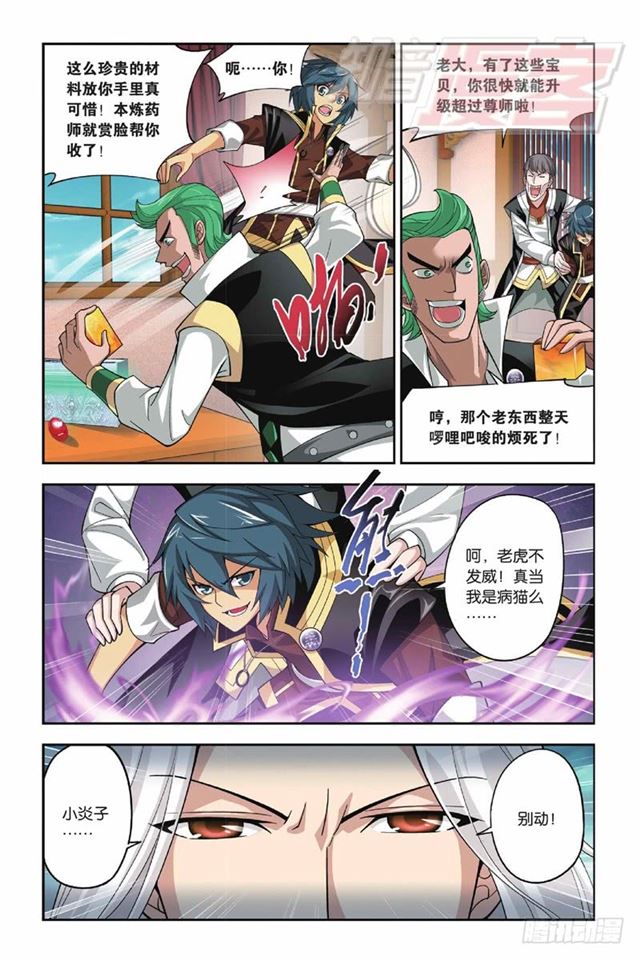 这么珍贵的材
料放你手里真
可惜！本炼药
师就赏脸帮你
收了！
呃……你！
啪
知音漫客
老大，有了这些宝
贝，你很快就能升
级超过尊师啦！
哼，那个老东西整天
啰哩吧唆的烦死了！
呵，老虎不
发威！真当
我是病猫么
……
小炎子
……
别动！
腾讯动漫